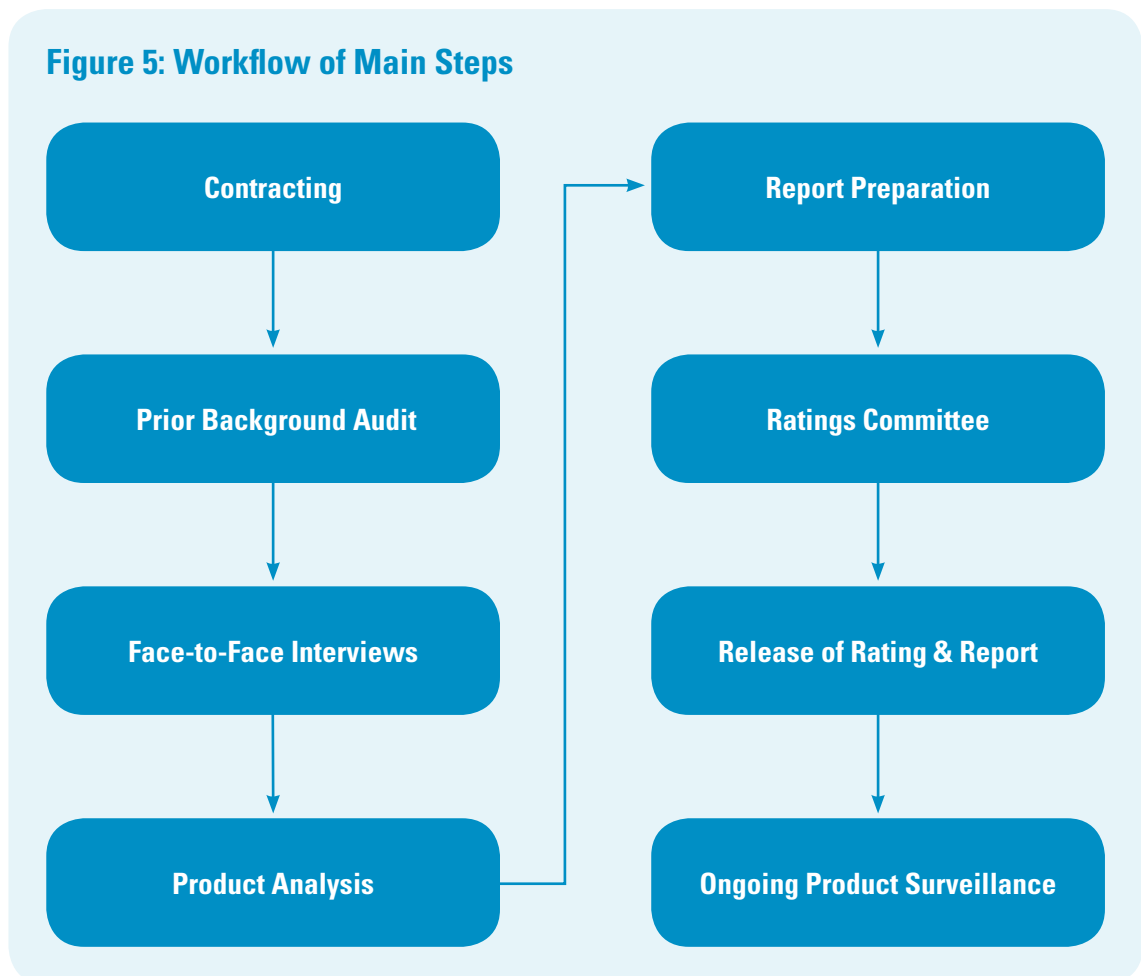 Figure 5: Workflow of Main Steps
Contracting
Prior Background Audit
Face-to-Face Interviews
Product Analysis
Report Preparation
Ratings Committee
Release of Rating & Report
Ongoing Product Surveillance